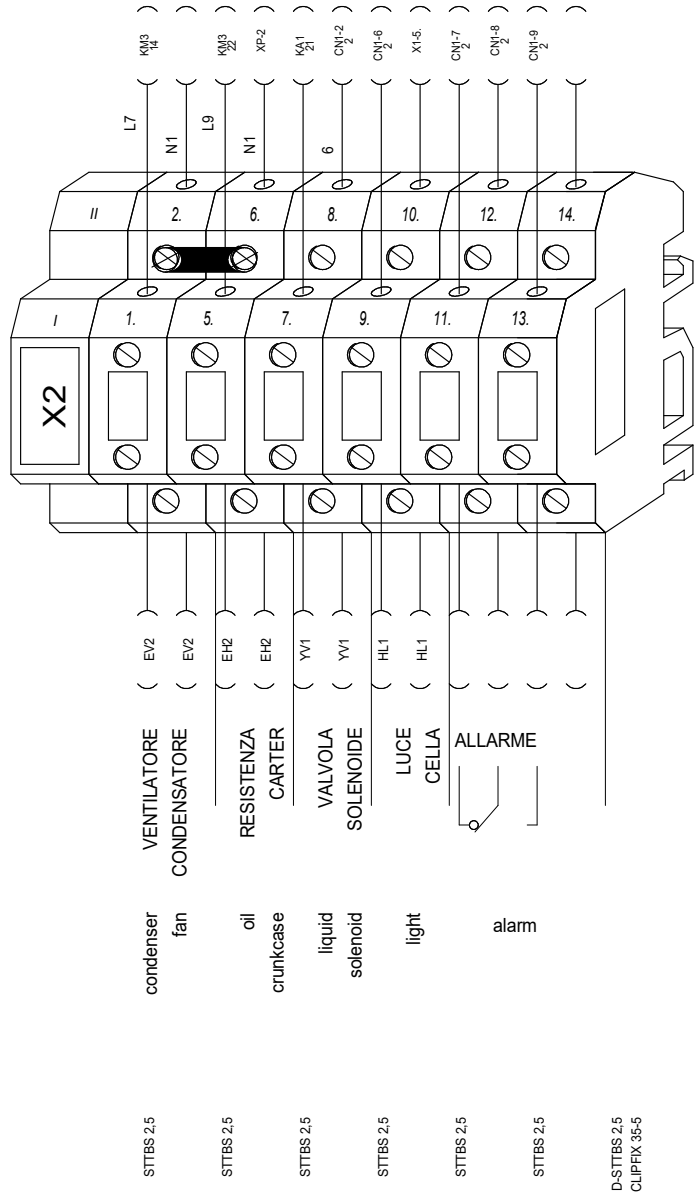 KM3
14
KM3
22
XP-2
KA1
21
CN1-2
2
CN1-6
2
X1-5.
CN1-7
2
CN1-8
2
CN1-9
2
L7
N1
L9
N1
6
II
2.
6.
8.
10.
12.
14.
I
1.
5.
7.
9.
11.
13.
X2
EV2
EV2
EH2
EH2
YV1
YV1
HL1
HL1
VENTILATORE
CONDENSATORE
RESISTENZA
CARTER
VALVOLA
SOLENOIDE
LUCE
CELLA
ALLARME
condenser
fan
oil
crunkcase
liquid
solenoid
light
alarm
STTBS 2,5
STTBS 2,5
STTBS 2,5
STTBS 2,5
STTBS 2,5
STTBS 2,5
D-STTBS 2,5
CLIPFIX 35-5